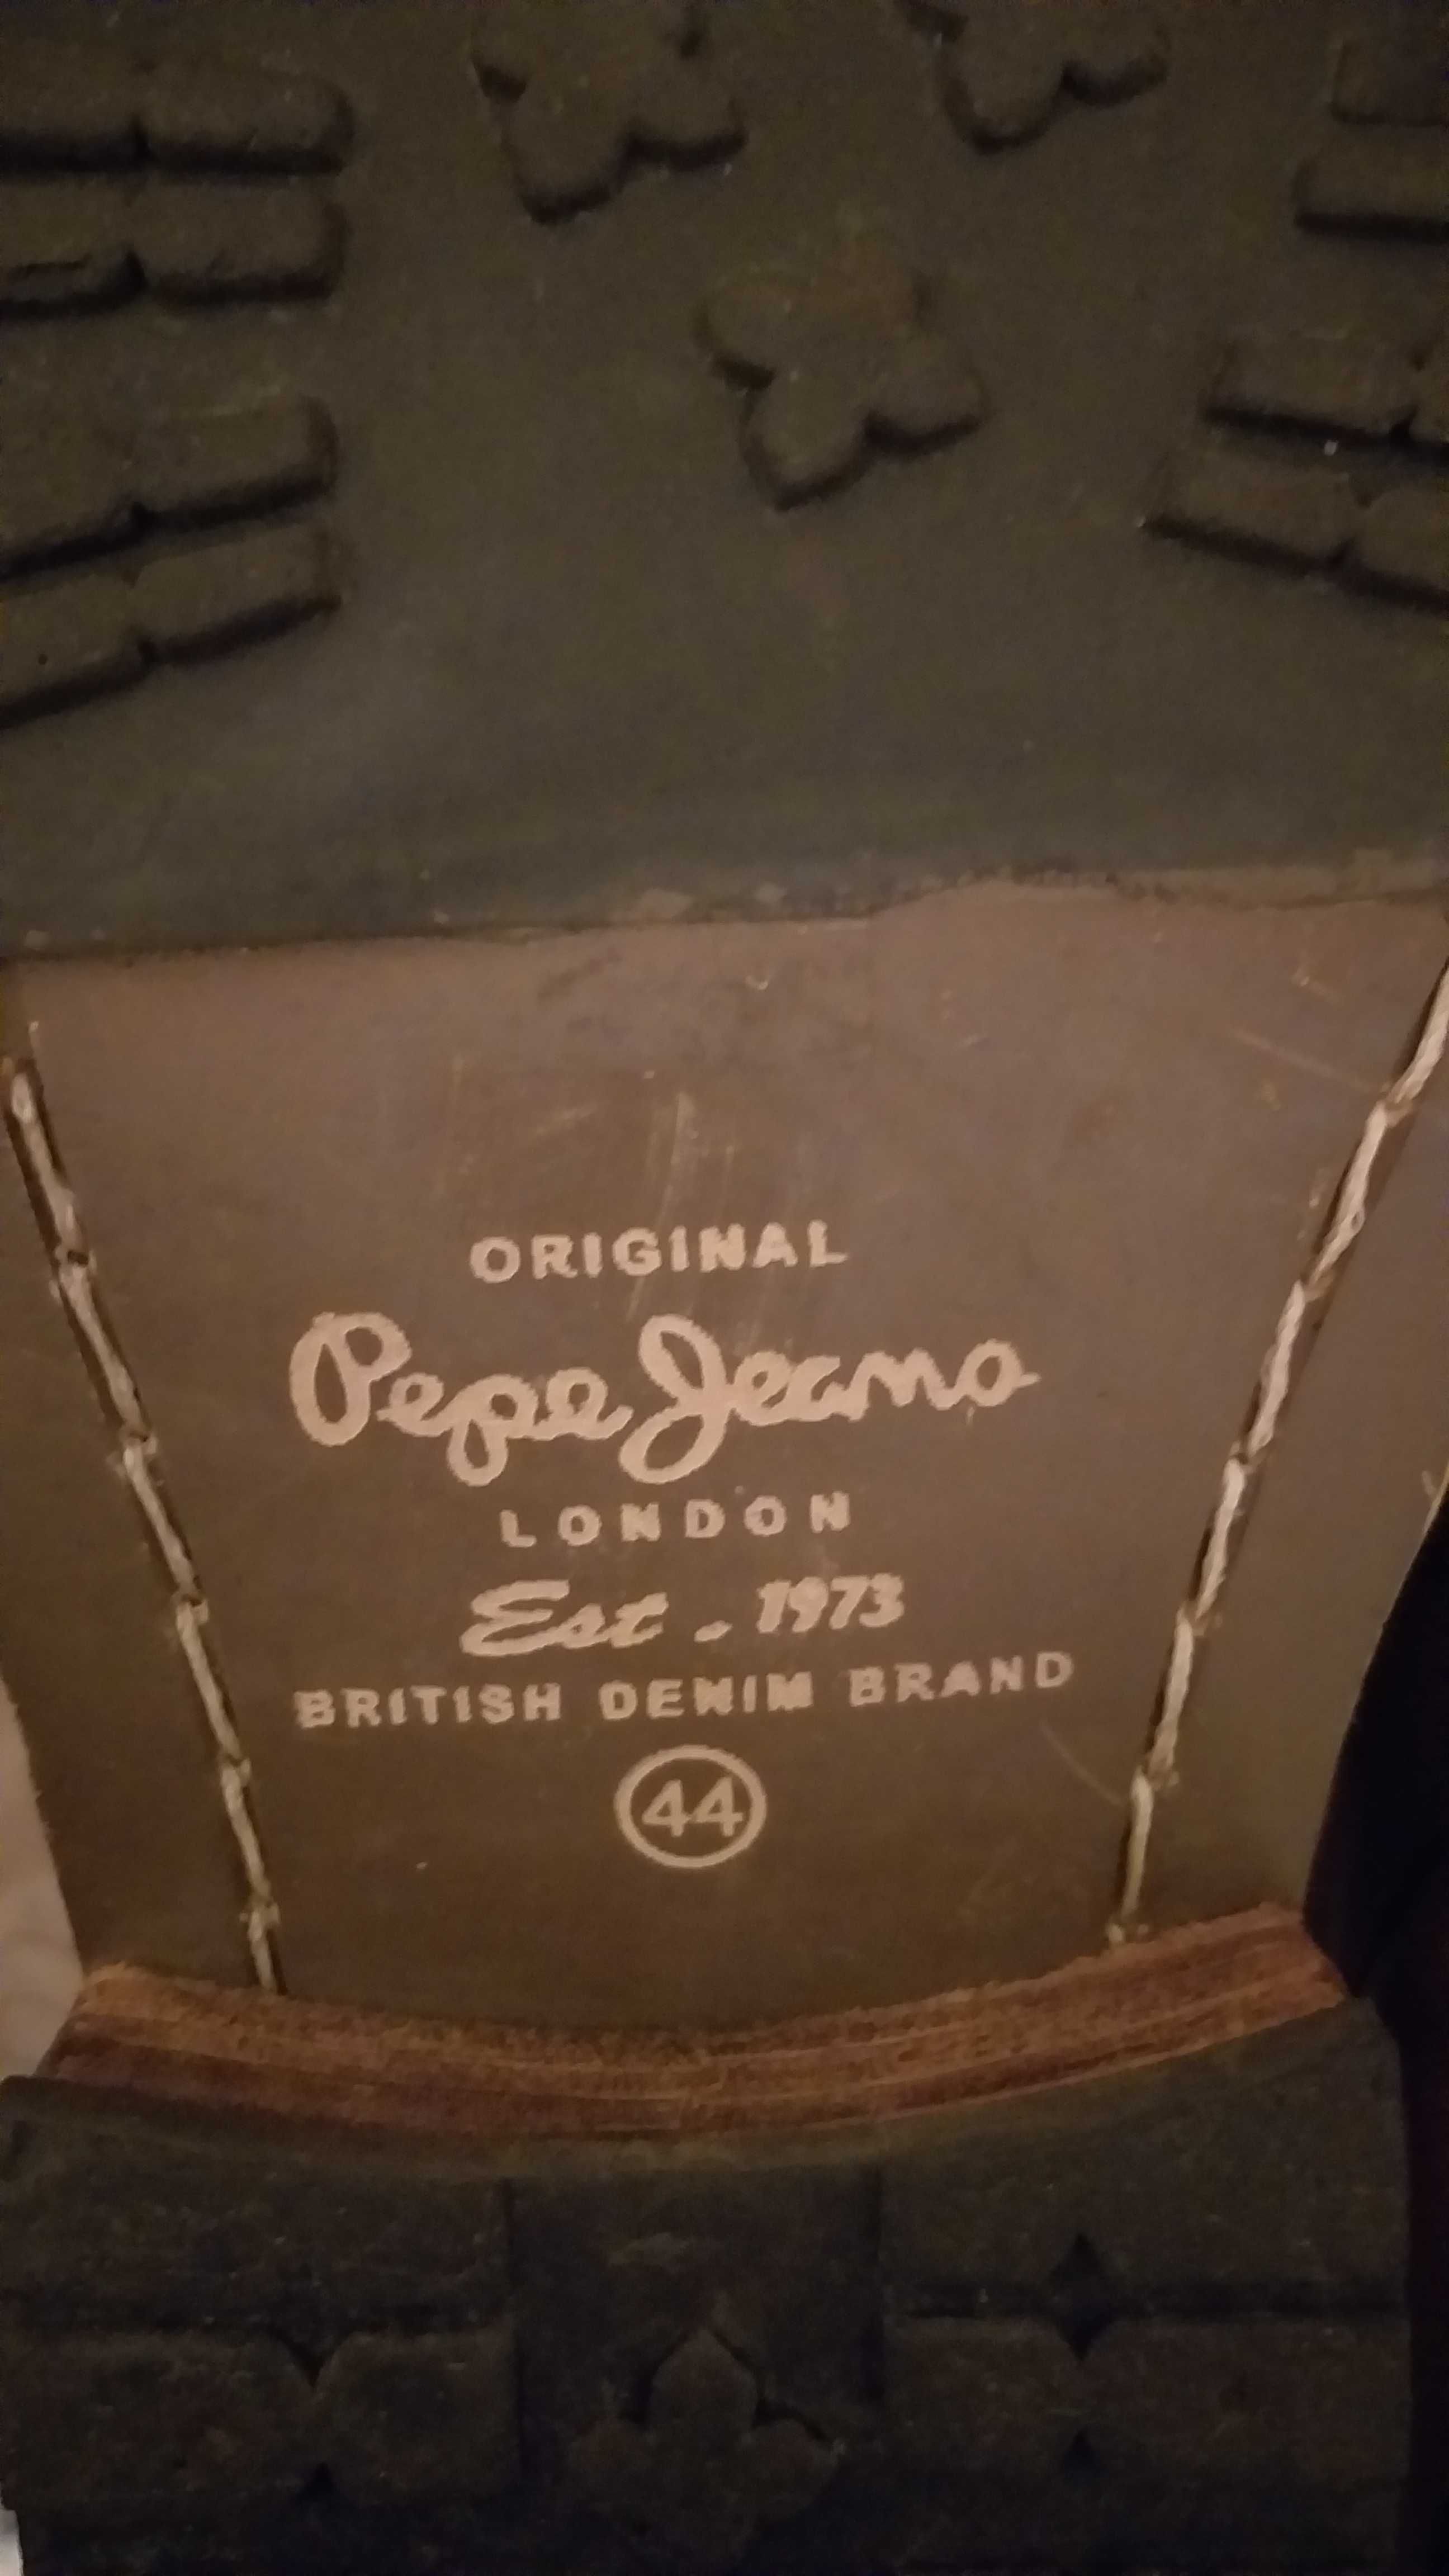 ORIGINAL
Pepe Jeans
LONDON
Est - 1973
BRITISH DENIM BRAND
44